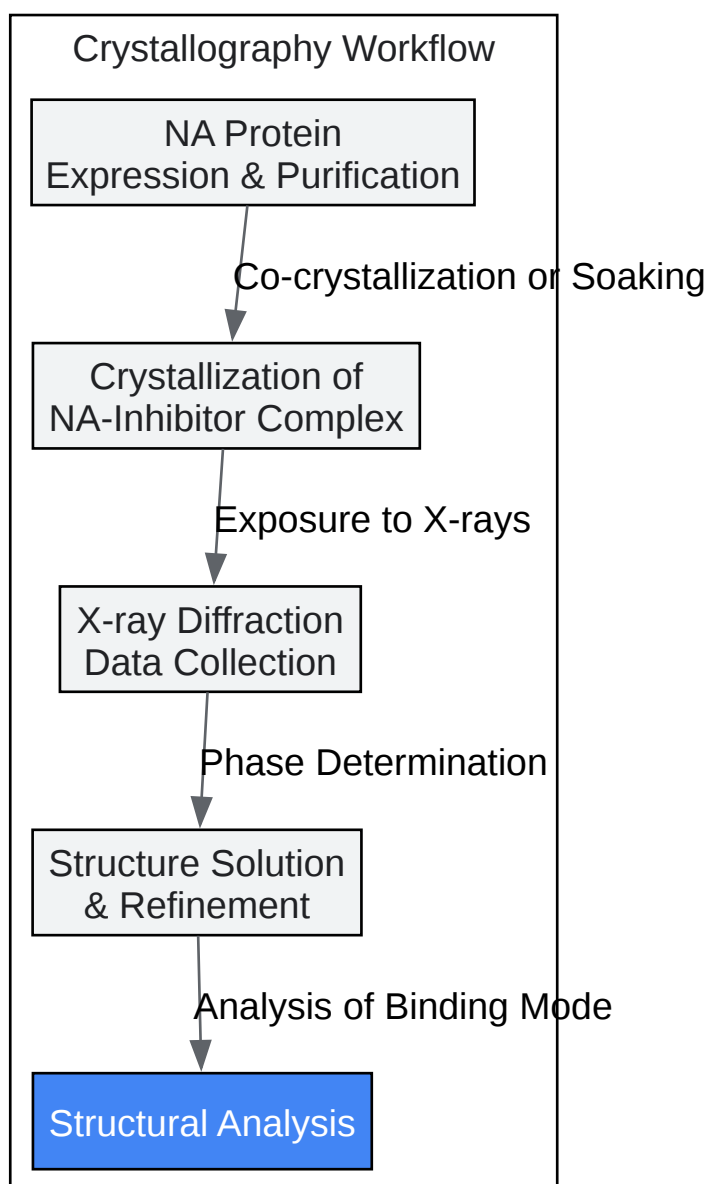 Crystallography Workflow
NA Protein
Expression & Purification
Co-crystallization or Soaking
Crystallization of
NA-Inhibitor Complex
Exposure to X-rays
X-ray Diffraction
Data Collection
Phase Determination
Structure Solution
& Refinement
Analysis of Binding Mode
Structural Analysis